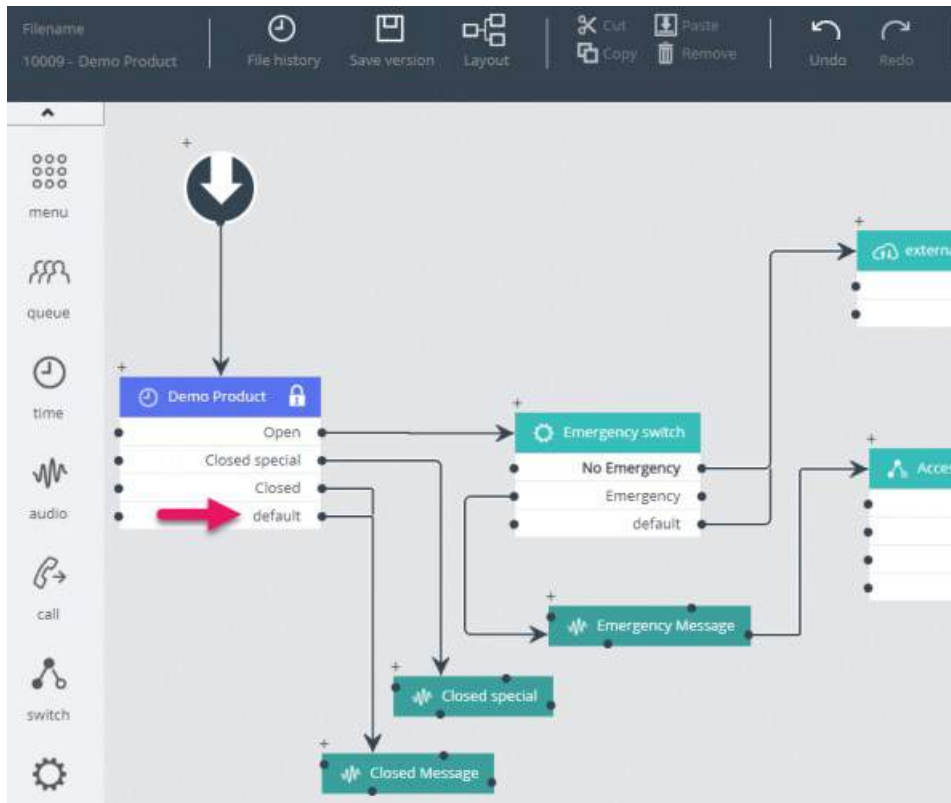 Filename
10009 - Demo Product
File history
Save version
Layout
Cut
Copy
Paste
Remove
Undo
Redo
menu
queue
time
audio
call
switch
Demo Product
Open
Closed special
Closed
default
Emergency switch
No Emergency
Emergency
default
externa
Acces
Emergency Message
Closed special
Closed Message